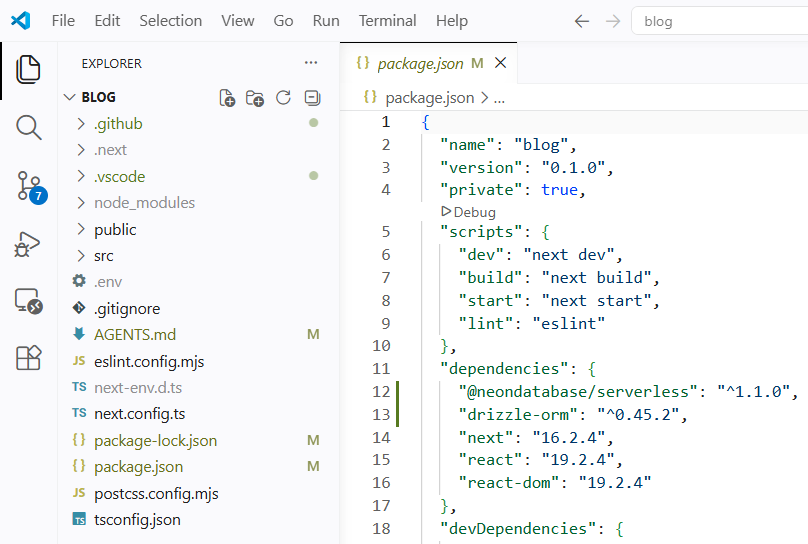 File Edit Selection View Go Run Terminal Help
blog
EXPLORER
BLOG
.github
.next
.vscode
node_modules
public
src
.env
.gitignore
AGENTS.md M
JS eslint.config.mjs
TS next-env.d.ts
TS next.config.ts
{} package-lock.json M
{} package.json M
JS postcss.config.mjs
TS tsconfig.json
7
{} package.json M
{} package.json > ...
1 {
2 "name": "blog",
3 "version": "0.1.0",
4 "private": true,
Debug
5 "scripts": {
6 "dev": "next dev",
7 "build": "next build",
8 "start": "next start",
9 "lint": "eslint"
10 },
11 "dependencies": {
12 "@neondatabase/serverless": "^1.1.0",
13 "drizzle-orm": "^0.45.2",
14 "next": "16.2.4",
15 "react": "19.2.4",
16 "react-dom": "19.2.4"
17 },
18 "devDependencies": {